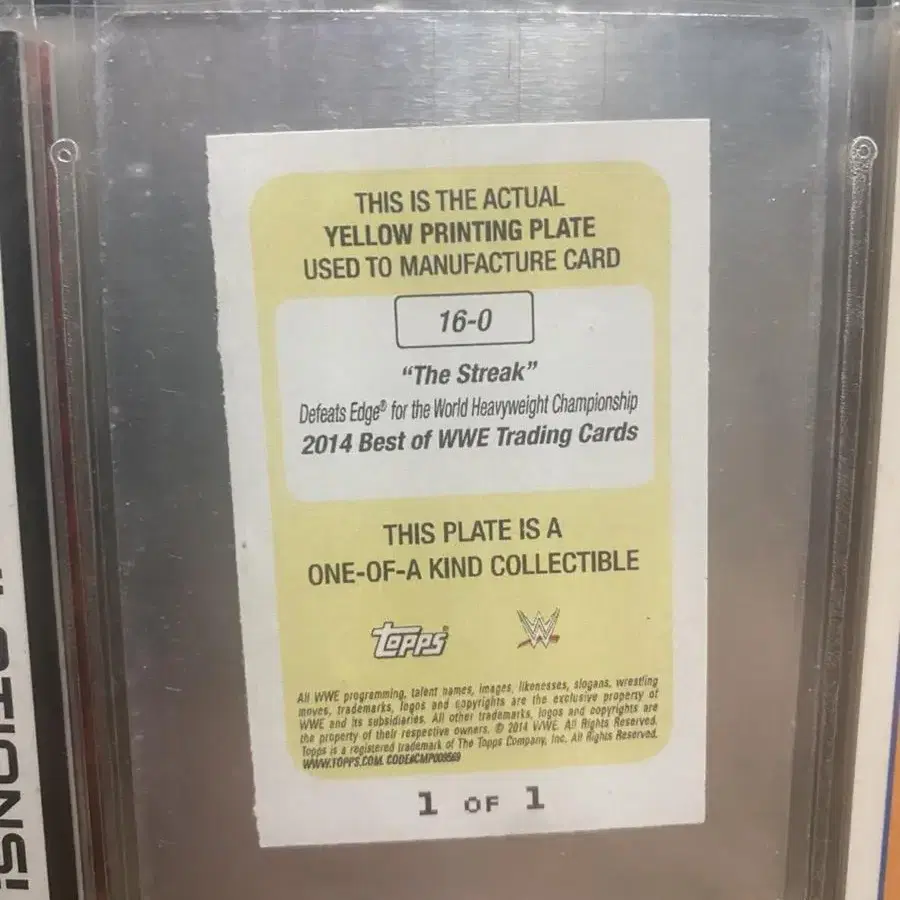 THIS IS THE ACTUAL
YELLOW PRINTING PLATE
USED TO MANUFACTURE CARD
16-0
“The Streak”
Defeats Edge® for the World Heavyweight Championship
2014 Best of WWE Trading Cards
THIS PLATE IS A
ONE-OF-A KIND COLLECTIBLE
Topps W
All WWE programming, talent names, images, likenesses, slogans, wrestling
moves, trademarks, logos and copyrights are the exclusive property of
WWE and its subsidiaries. All other trademarks, logos and copyrights are
the property of their respective owners. © 2014 WWE. All Rights Reserved.
Topps is a registered trademark of The Topps Company, Inc. All Rights Reserved.
WWW.TOPPS.COM. CODE#CMP009569
1 OF 1